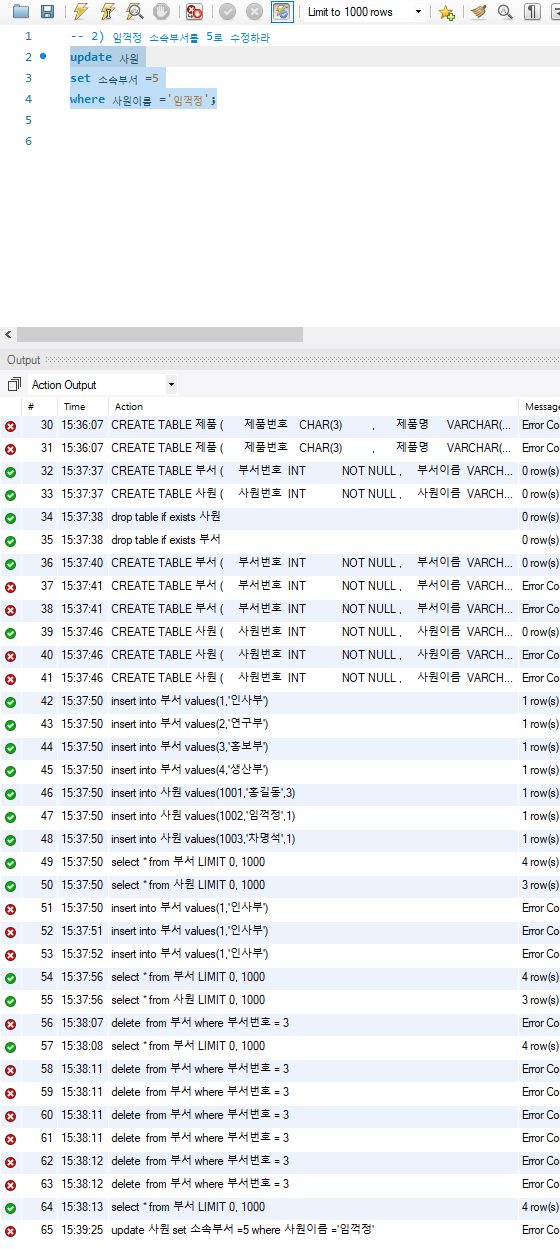 Limit to 1000 rows
1 -- 2) 임꺽정 소속부서를 5로 수정하라
2 update 사원
3 set 소속부서 =5
4 where 사원이름 ='임꺽정';
5
6
Output
Action Output
# Time Action Message
30 15:36:07 CREATE TABLE 제품 ( 제품번호 CHAR(3) , 제품명 VARCHAR(... Error Co
31 15:36:07 CREATE TABLE 제품 ( 제품번호 CHAR(3) , 제품명 VARCHAR(... Error Co
32 15:37:37 CREATE TABLE 부서 ( 부서번호 INT NOT NULL , 부서이름 VARCH... 0 row(s)
33 15:37:37 CREATE TABLE 사원 ( 사원번호 INT NOT NULL , 사원이름 VARCH... 0 row(s)
34 15:37:38 drop table if exists 사원 0 row(s)
35 15:37:38 drop table if exists 부서 0 row(s)
36 15:37:40 CREATE TABLE 부서 ( 부서번호 INT NOT NULL , 부서이름 VARCH... 0 row(s)
37 15:37:41 CREATE TABLE 부서 ( 부서번호 INT NOT NULL , 부서이름 VARCH... Error Co
38 15:37:41 CREATE TABLE 부서 ( 부서번호 INT NOT NULL , 부서이름 VARCH... Error Co
39 15:37:46 CREATE TABLE 사원 ( 사원번호 INT NOT NULL , 사원이름 VARCH... 0 row(s)
40 15:37:46 CREATE TABLE 사원 ( 사원번호 INT NOT NULL , 사원이름 VARCH... Error Co
41 15:37:46 CREATE TABLE 사원 ( 사원번호 INT NOT NULL , 사원이름 VARCH... Error Co
42 15:37:50 insert into 부서 values(1,'인사부') 1 row(s)
43 15:37:50 insert into 부서 values(2,'연구부') 1 row(s)
44 15:37:50 insert into 부서 values(3,'홍보부') 1 row(s)
45 15:37:50 insert into 부서 values(4,'생산부') 1 row(s)
46 15:37:50 insert into 사원 values(1001,'홍길동',3) 1 row(s)
47 15:37:50 insert into 사원 values(1002,'임꺽정',1) 1 row(s)
48 15:37:50 insert into 사원 values(1003,'차명석',1) 1 row(s)
49 15:37:50 select * from 부서 LIMIT 0, 1000 4 row(s)
50 15:37:50 select * from 사원 LIMIT 0, 1000 3 row(s)
51 15:37:50 insert into 부서 values(1,'인사부') Error Co
52 15:37:51 insert into 부서 values(1,'인사부') Error Co
53 15:37:52 insert into 부서 values(1,'인사부') Error Co
54 15:37:56 select * from 부서 LIMIT 0, 1000 4 row(s)
55 15:37:56 select * from 사원 LIMIT 0, 1000 3 row(s)
56 15:38:07 delete from 부서 where 부서번호 = 3 Error Co
57 15:38:08 select * from 부서 LIMIT 0, 1000 4 row(s)
58 15:38:11 delete from 부서 where 부서번호 = 3 Error Co
59 15:38:11 delete from 부서 where 부서번호 = 3 Error Co
60 15:38:11 delete from 부서 where 부서번호 = 3 Error Co
61 15:38:11 delete from 부서 where 부서번호 = 3 Error Co
62 15:38:12 delete from 부서 where 부서번호 = 3 Error Co
63 15:38:12 delete from 부서 where 부서번호 = 3 Error Co
64 15:38:13 select * from 부서 LIMIT 0, 1000 4 row(s)
65 15:39:25 update 사원 set 소속부서 =5 where 사원이름 ='임꺽정' Error Co